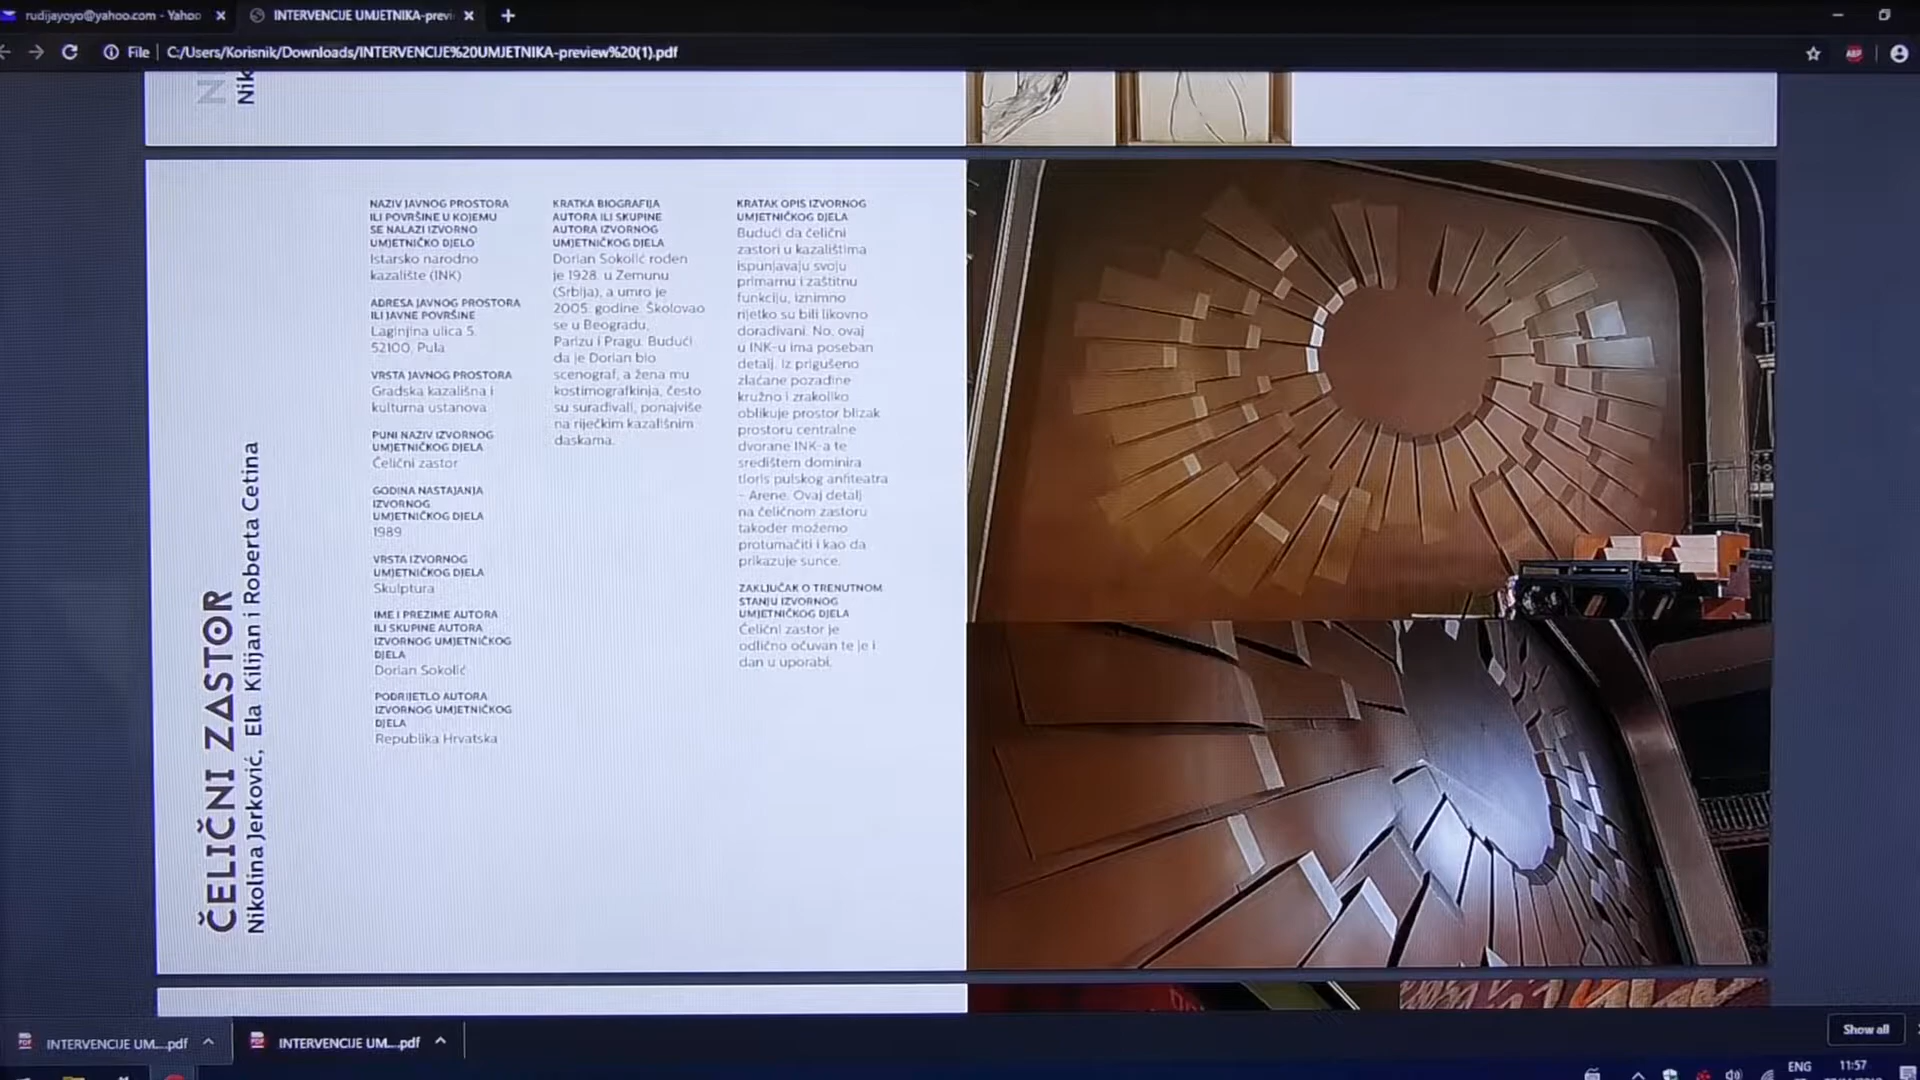 rudijayoyo@yahoo.com - Yahoo
INTERVENCIJE UMJETNIKA-previ
File
C:/Users/Korisnik/Downloads/INTERVENCIJE%20UMJETNIKA-preview%20(1).pdf
ABP
Nik
ČELIČNI ZASTOR
Nikolina Jerković, Ela Kilijan i Roberta Cetina
NAZIV JAVNOG PROSTORA
ILI POVRŠINE U KOJEMU
SE NALAZI IZVORNO
UMJETNIČKO DJELO
Istarsko narodno
kazalište (INK)
ADRESA JAVNOG PROSTORA
ILI JAVNE POVRŠINE
Laginjina ulica 5,
52100, Pula
VRSTA JAVNOG PROSTORA
Gradska kazališna i
kulturna ustanova
PUNI NAZIV IZVORNOG
UMJETNIČKOG DJELA
Čelični zastor
GODINA NASTAJANJA
IZVORNOG
UMJETNIČKOG DJELA
1989
VRSTA IZVORNOG
UMJETNIČKOG DJELA
Skulptura
IME I PREZIME AUTORA
ILI SKUPINE AUTORA
IZVORNOG UMJETNIČKOG
DJELA
Dorian Sokolić
PODRIJETLO AUTORA
IZVORNOG UMJETNIČKOG
DJELA
Republika Hrvatska
KRATKA BIOGRAFIJA
AUTORA ILI SKUPINE
AUTORA IZVORNOG
UMJETNIČKOG DJELA
Dorian Sokolić rođen
je 1928. u Zemunu
(Srbija), a umro je
2005. godine. Školovao
se u Beogradu,
Parizu i Pragu. Budući
da je Dorian bio
scenograf, a žena mu
kostimografkinja, često
su surađivali, ponajviše
na riječkim kazališnim
daskama.
KRATAK OPIS IZVORNOG
UMJETNIČKOG DJELA
Budući da čelični
zastori u kazalištima
ispunjavaju svoju
primarnu i zaštitnu
funkciju, iznimno
rijetko su bili likovno
dorađivani. No, ovaj
u INK-u ima poseban
detalj. Iz prigušeno
zlaćane pozadine
kružno i zrakoliko
oblikuje prostor blizak
prostoru centralne
dvorane INK-a te
središtem dominira
tloris pulskog anfiteatra
– Arene. Ovaj detalj
na čeličnom zastoru
također možemo
protumačiti i kao da
prikazuje sunce.
ZAKLJUČAK O TRENUTNOM
STANJU IZVORNOG
UMJETNIČKOG DJELA
Čelični zastor je
odlično očuvan te je i
dan u uporabi.
INTERVENCIJE UM....pdf
INTERVENCIJE UM....pdf
Show all
ENG
11:57